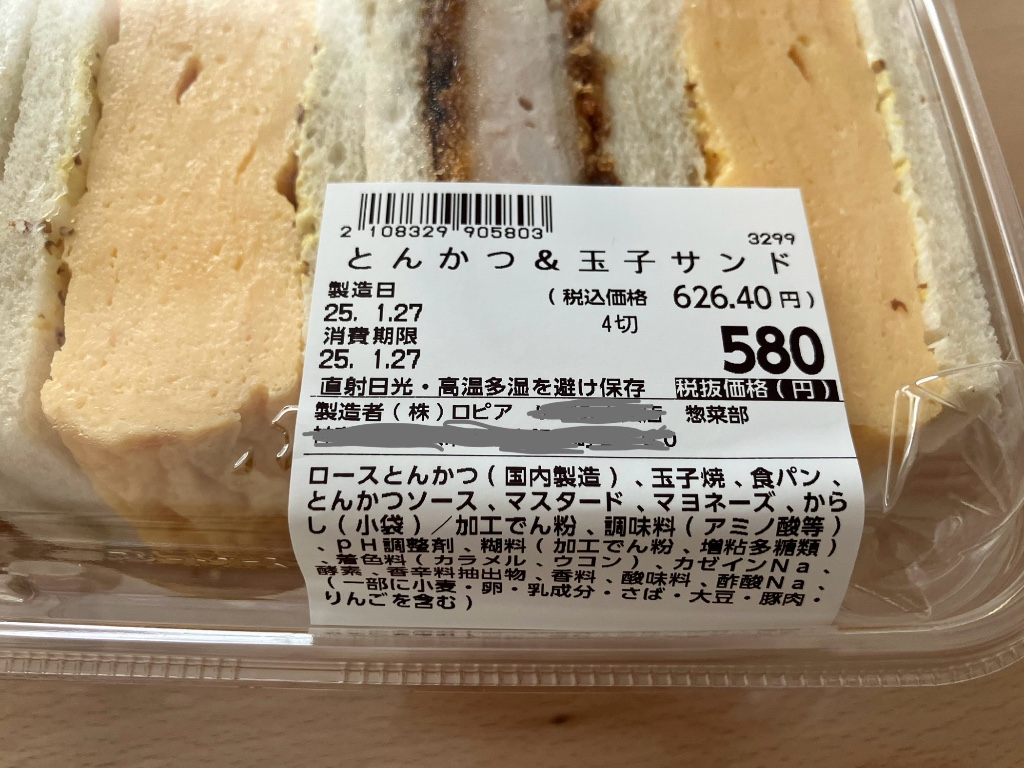 2 108329 905803
3299
とんかつ&玉子サンド
製造日
(税込価格 626.40円)
25. 1.27
4切
消費期限
580
25. 1.27
直射日光・高温多湿を避け保存 税抜価格(円)
製造者(株)ロピア 店 惣菜部
ロースとんかつ(国内製造)、玉子焼、食パン、
とんかつソース、マスタード、マヨネーズ、から
し(小袋)/加工でん粉、調味料(アミノ酸等)
、pH調整剤、糊料(加工でん粉、増粘多糖類)
、着色料(カラメル、ウコン)、カゼインNa、
酵素、香辛料抽出物、香料、酸味料、酢酸Na、
(一部に小麦・卵・乳成分・さば・大豆・豚肉・
りんごを含む)